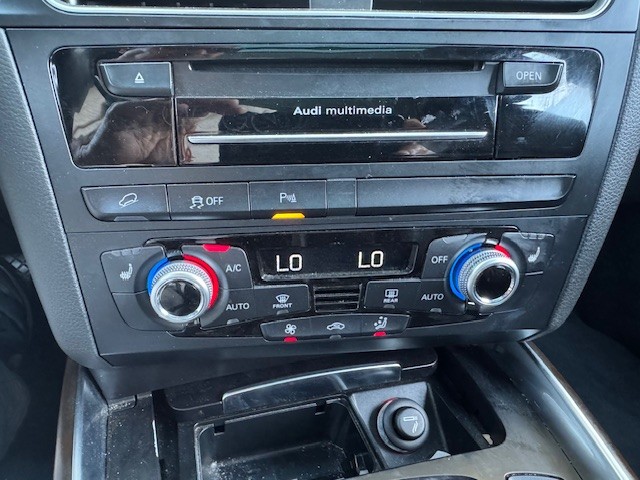 OPEN
Audi multimedia
OFF P
A/C LO LO OFF
AUTO FRONT REAR AUTO